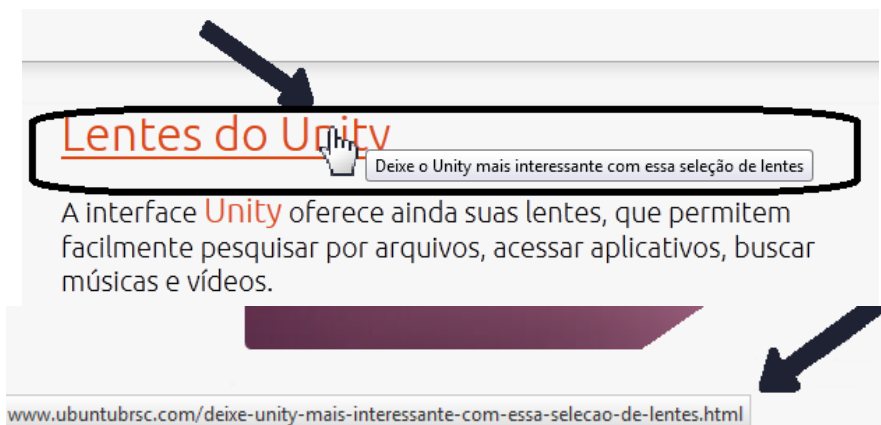 Lentes do Unity
Deixe o Unity mais interessante com essa seleção de lentes
A interface Unity oferece ainda suas lentes, que permitem
facilmente pesquisar por arquivos, acessar aplicativos, buscar
músicas e vídeos.
www.ubuntubrsc.com/deixe-unity-mais-interessante-com-essa-selecao-de-lentes.html